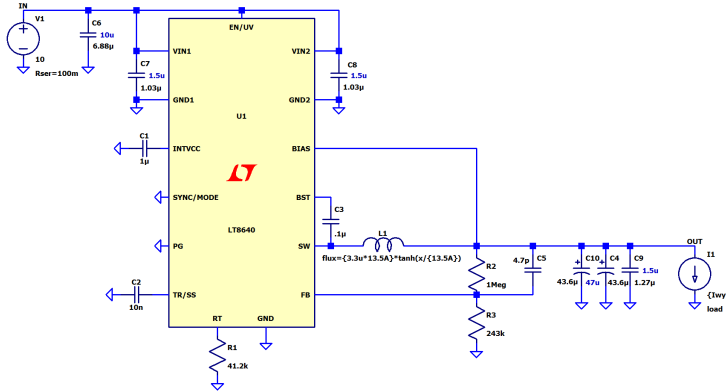 IN
V1
10
Rser=100m
C6
10u
6.88µ
EN/UV
VIN1
VIN2
C7
1.5u
1.03µ
C8
1.5u
1.03µ
GND1
GND2
U1
C1
1µ
INTVCC
BIAS
SYNC/MODE
BST
C3
.1µ
LT8640
PG
SW
L1
flux={3.3u*13.5A}*tanh(x/{13.5A})
OUT
R2
1Meg
4.7p
C5
C10
43.6µ
47u
C4
43.6µ
C9
1.5u
1.27µ
I1
{Iwy
load
C2
10n
TR/SS
FB
RT
GND
R3
243k
R1
41.2k